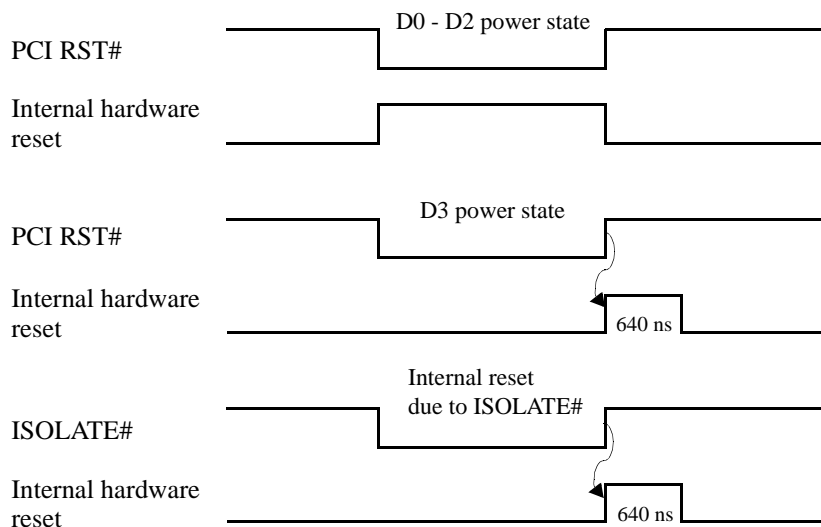 D0 - D2 power state
PCI RST#
Internal hardware
reset
D3 power state
PCI RST#
Internal hardware
reset
640 ns
Internal reset
due to ISOLATE#
ISOLATE#
Internal hardware
reset
640 ns